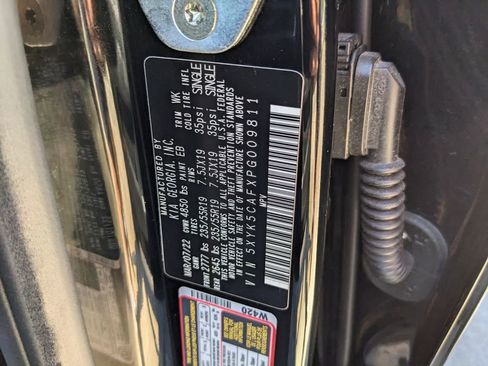 MANUFACTURED BY
KIA GEORGIA, INC.
MAR/07/22 GVWR 4850 lbs PAINT EB TRIM WK
GAWR TIRES RIMS COLD TIRE INFL
FRONT 2777 lbs 235/55R19 7.5JX19 35psi SINGLE
REAR 2645 lbs 235/55R19 7.5JX19 35psi SINGLE
THIS VEHICLE CONFORMS TO ALL APPLICABLE U.S.A. FEDERAL
MOTOR VEHICLE SAFETY AND THEFT PREVENTION STANDARDS
IN EFFECT ON THE DATE OF MANUFACTURE SHOWN ABOVE
MPV
VIN 5XYK5CAEXPG009811
W420